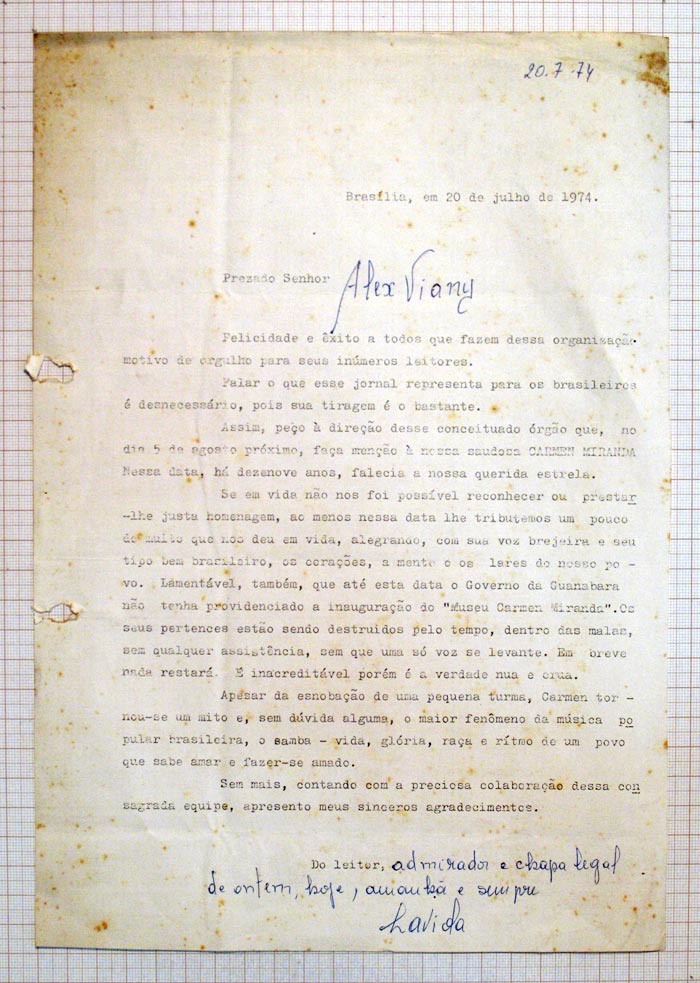 20.7.74
Brasília, em 20 de julho de 1974.
Prezado Senhor Alex Viany
Felicidade e êxito a todos que fazem dessa organização
motivo de orgulho para seus inúmeros leitores.
Falar o que esse jornal representa para os brasileiros
é desnecessário, pois sua tiragem é o bastante.
Assim, peço à direção desse conceituado órgão que, no
dia 5 de agosto próximo, faça menção à nossa saudosa CARMEN MIRANDA
Nessa data, há dezenove anos, falecia a nossa querida estrela.
Se em vida não nos foi possível reconhecer ou prestar
-lhe justa homenagem, ao menos nessa data lhe tributemos um pouco
do muito que nos deu em vida, alegrando, com sua voz brejeira e seu
tipo bem brasileiro, os corações, a mente e os lares do nosso po -
vo. Lamentável, também, que até esta data o Governo da Guanabara
não tenha providenciado a inauguração do "Museu Carmen Miranda".Os
seus pertences estão sendo destruidos pelo tempo, dentro das malas,
sem qualquer assistência, sem que uma só voz se levante. Em breve
nada restará. É inacreditável porém é a verdade nua e crua.
Apesar da esnobação de uma pequena turma, Carmen tor -
nou-se um mito e, sem dúvida alguma, o maior fenômeno da música po
pular brasileira, o samba - vida, glória, raça e rítmo de um povo
que sabe amar e fazer-se amado.
Sem mais, contando com a preciosa colaboração dessa con
sagrada equipe, apresento meus sinceros agradecimentos.
Do leitor, admirador e chapa legal
de ontem, hoje, amanhã e sempre